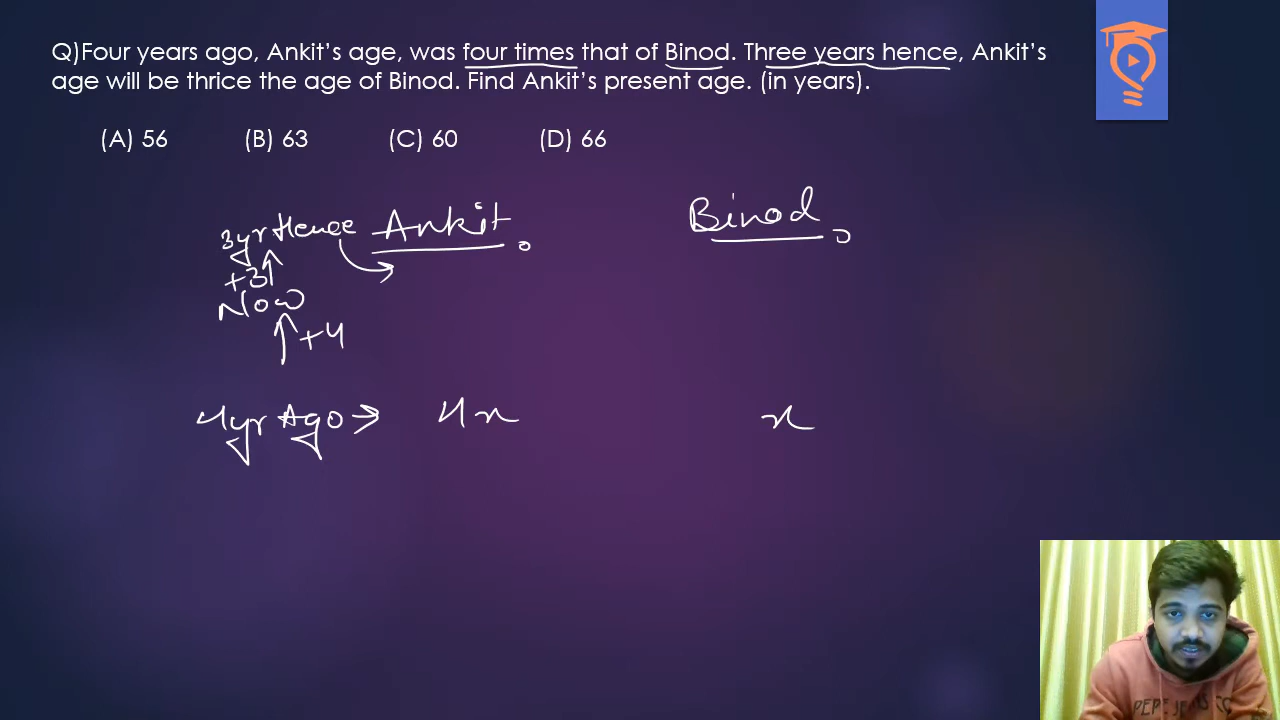 Q)Four years ago, Ankit's age, was four times that of Binod. Three years hence, Ankit's
age will be thrice the age of Binod. Find Ankit's present age. (in years).
(A) 56 (B) 63 (C) 60 (D) 66
3yr Hence Ankit Binod
+3
Now
+4
4yr Ago → 4x x